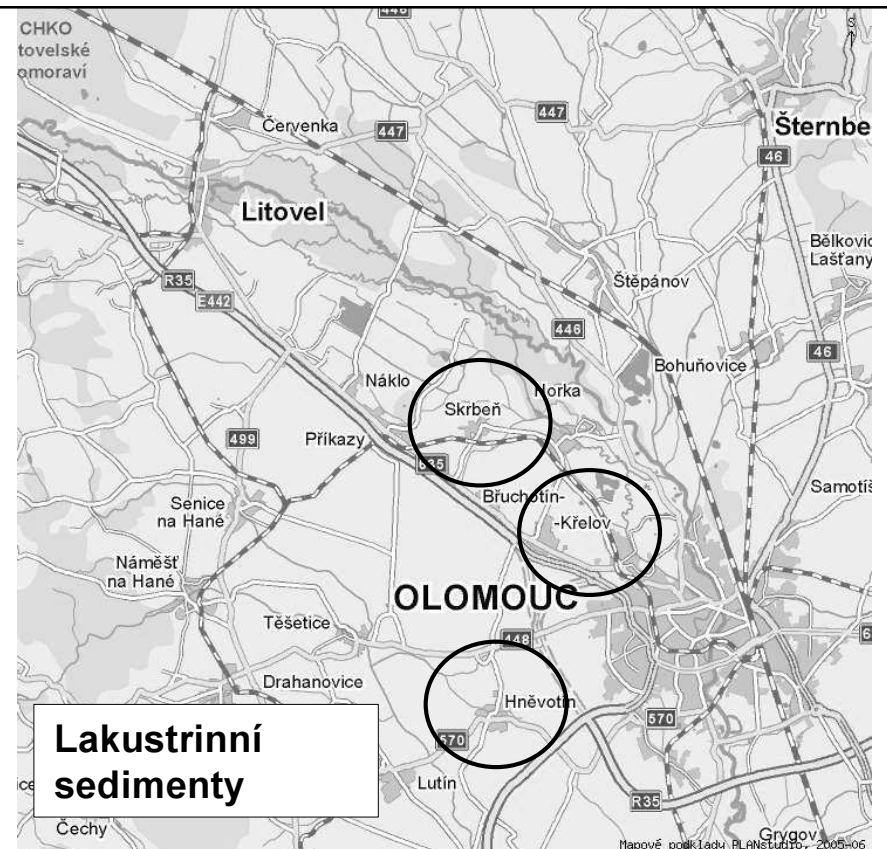 CHKO
tovelské
omoraví
S
Červenka
447
447
Šternbe
46
Litovel
Bělkovic
Lašťany
R35
E442
Štěpánov
446
46
Bohuňovice
Náklo
Skrbeň
Horka
499
Příkazy
Samotíš
Senice
na Hané
Břuchotín-
-Křelov
Náměšť
na Hané
OLOMOUC
Těšetice
448
Drahanovice
Hněvotín
570
570
Lakustrinní
sedimenty
Lutín
R35
Čechy
Grygov
Mapové podklady PLANstudio, 2005-06